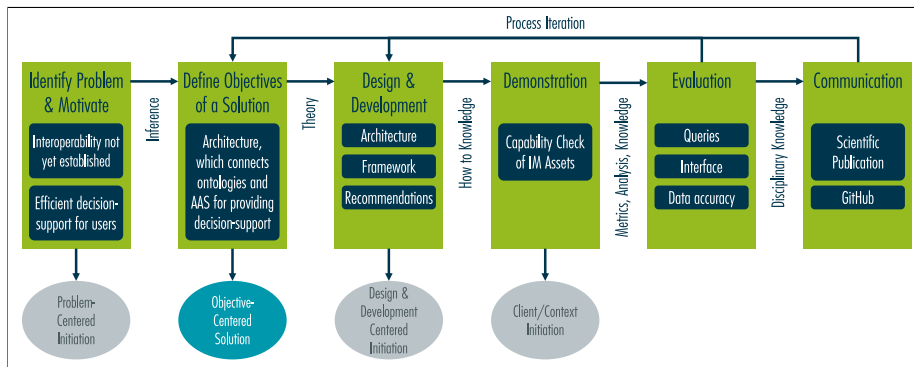 Process Iteration
Identify Problem
& Motivate
Interoperability not
yet established
Efficient decision-
support for users
Inference
Define Objectives
of a Solution
Architecture,
which connects
ontologies and
AAS for providing
decision-support
Theory
Design &
Development
Architecture
Framework
Recommendations
How to Knowledge
Demonstration
Capability Check
of IM Assets
Metrics, Analysis, Knowledge
Evaluation
Queries
Interface
Data accuracy
Disciplinary Knowledge
Communication
Scientific
Publication
GitHub
Problem-
Centered
Initiation
Objective-
Centered
Solution
Design &
Development
Centered
Initiation
Client/Context
Initiation